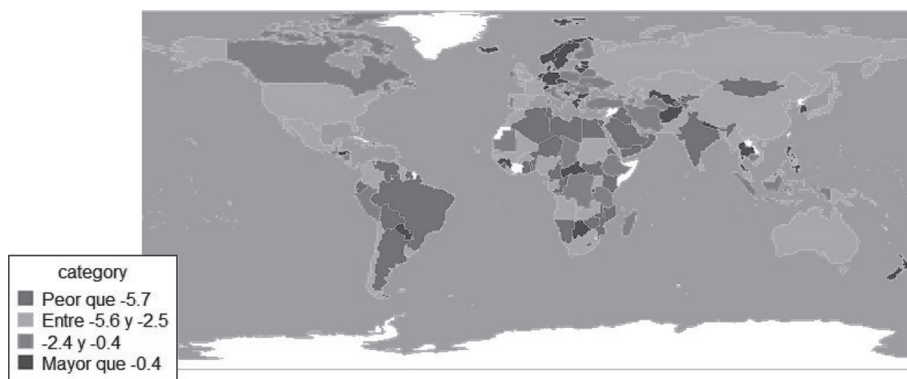 category
Peor que -5.7
Entre -5.6 y -2.5
-2.4 y -0.4
Mayor que -0.4